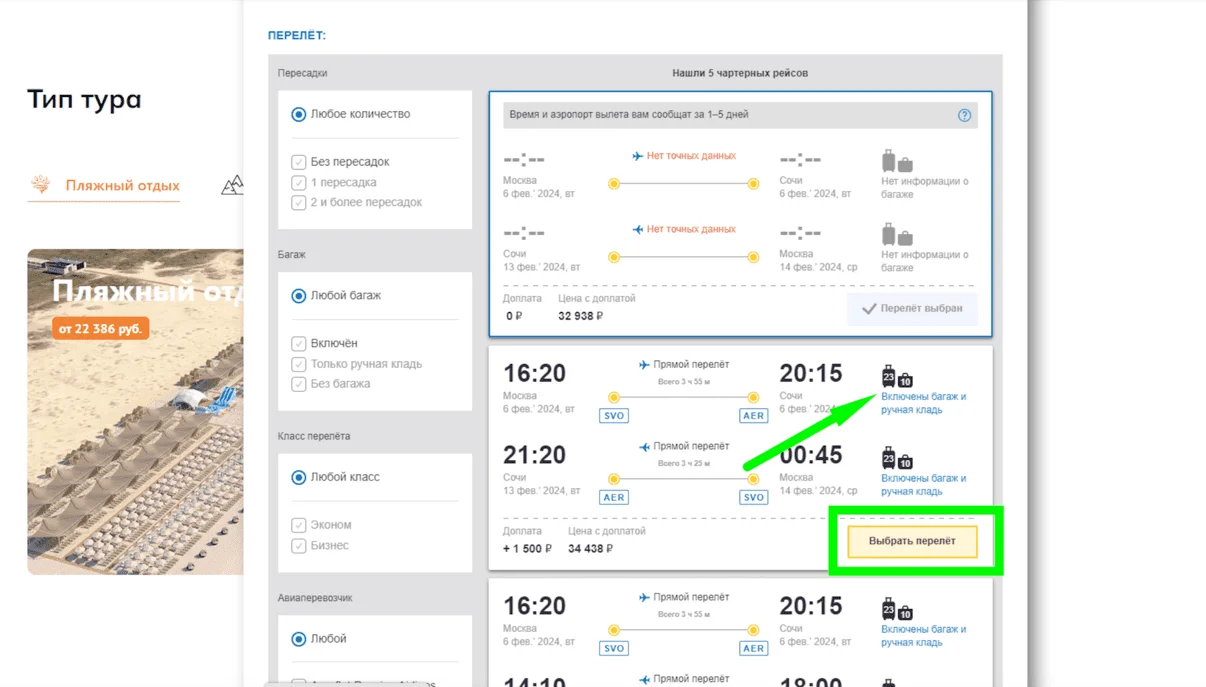 ПЕРЕЛЁТ:
Тип тура
Пляжный отдых
Пляжный отд
от 22 386 руб.
Пересадки
Любое количество
Без пересадок
1 пересадка
2 и более пересадок
Багаж
Любой багаж
Включён
Только ручная кладь
Без багажа
Класс перелёта
Любой класс
Эконом
Бизнес
Авиаперевозчик
Любой
Нашли 5 чартерных рейсов
Время и аэропорт вылета вам сообщат за 1–5 дней ?
--:-- Нет точных данных --:--
Москва Сочи Нет информации о
6 фев.' 2024, вт 6 фев.' 2024, вт багаже
--:-- Нет точных данных --:--
Сочи Москва Нет информации о
13 фев.' 2024, вт 14 фев.' 2024, ср багаже
Доплата Цена с доплатой
0 ₽ 32 938 ₽ Перелёт выбран
16:20 Прямой перелёт 20:15 23 10
Всего 3 ч 55 м
Москва Сочи Включены багаж и
6 фев.' 2024, вт 6 фев.' 2024 ручная кладь
SVO AER
21:20 Прямой перелёт 00:45 23 10
Всего 3 ч 25 м
Сочи Москва Включены багаж и
13 фев.' 2024, вт 14 фев.' 2024, ср ручная кладь
AER SVO
Доплата Цена с доплатой
+ 1 500 ₽ 34 438 ₽ Выбрать перелёт
16:20 Прямой перелёт 20:15 23 10
Всего 3 ч 55 м
Москва Сочи Включены багаж и
6 фев.' 2024, вт 6 фев.' 2024, вт ручная кладь
SVO AER
14:10 Прямой перелёт 18:00